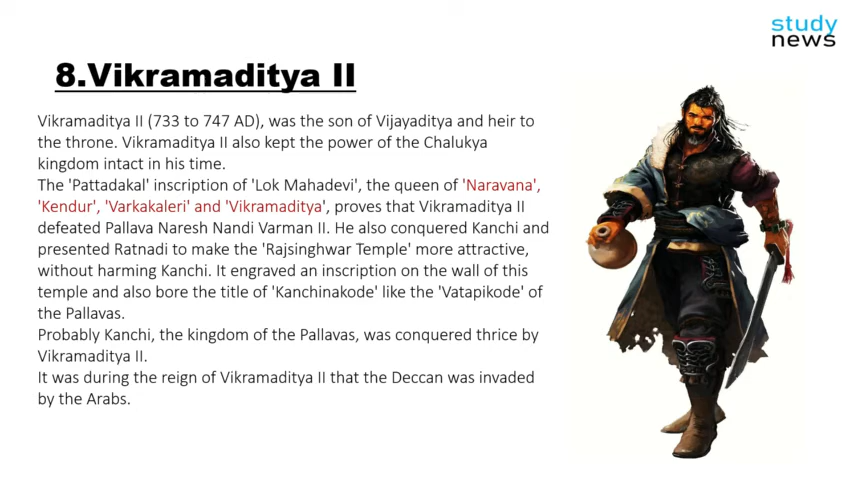 study
news
8.Vikramaditya II
Vikramaditya II (733 to 747 AD), was the son of Vijayaditya and heir to
the throne. Vikramaditya II also kept the power of the Chalukya
kingdom intact in his time.
The 'Pattadakal' inscription of 'Lok Mahadevi', the queen of 'Naravana',
'Kendur', 'Varkakaleri' and 'Vikramaditya', proves that Vikramaditya II
defeated Pallava Naresh Nandi Varman II. He also conquered Kanchi and
presented Ratnadi to make the 'Rajsinghwar Temple' more attractive,
without harming Kanchi. It engraved an inscription on the wall of this
temple and also bore the title of 'Kanchinakode' like the 'Vatapikode' of
the Pallavas.
Probably Kanchi, the kingdom of the Pallavas, was conquered thrice by
Vikramaditya II.
It was during the reign of Vikramaditya II that the Deccan was invaded
by the Arabs.